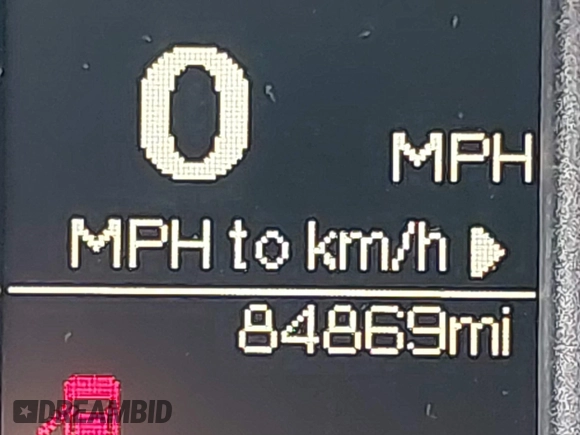 0
MPH
MPH to km/h
84869mi
DREAMBID